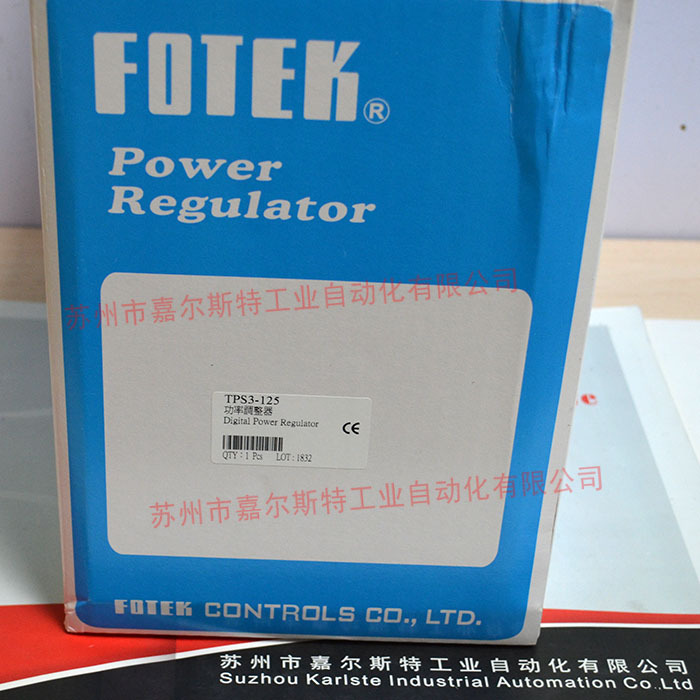 FOTEK®
Power
Regulator
苏州市嘉尔斯特工业自动化有限公司
TPS3-125
功率調整器
Digital Power Regulator
CE
QTY:1 Pcs LOT:1832
苏州市嘉尔斯特工业自动化有限公司
FOTEK CONTROLS CO., LTD.
苏州市嘉尔斯特工业自动化有限公司
Suzhou Karlste Industrial Automation Co.,Ltd